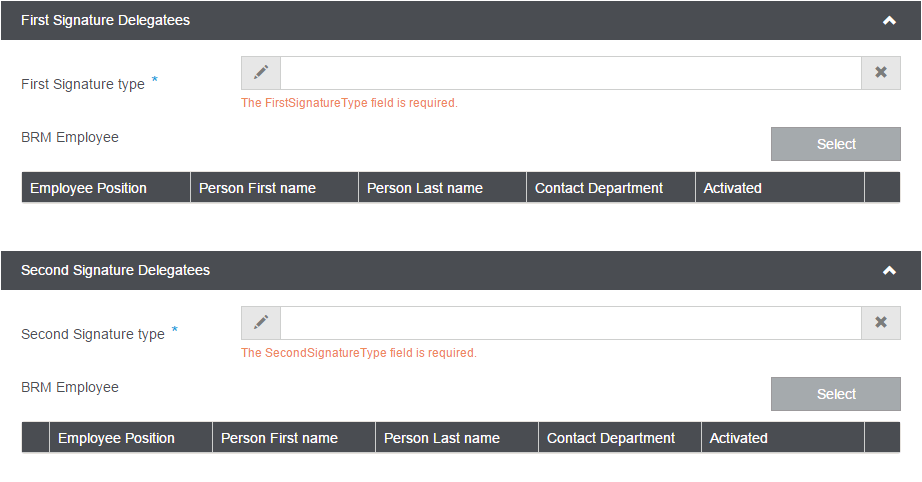 First Signature Delegatees
First Signature type *
The FirstSignatureType field is required.
BRM Employee
Select
Employee Position Person First name Person Last name Contact Department Activated
Second Signature Delegatees
Second Signature type *
The SecondSignatureType field is required.
BRM Employee
Select
Employee Position Person First name Person Last name Contact Department Activated